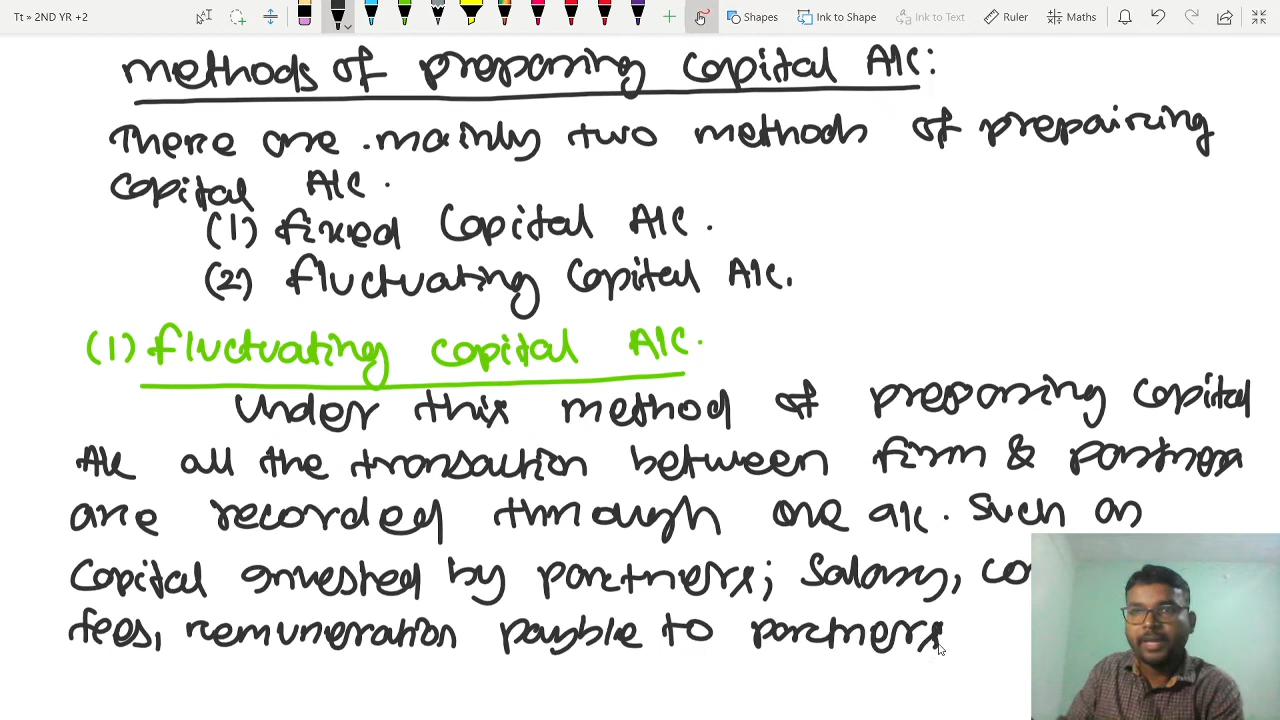 Tt » 2ND YR +2
Shapes
Ink to Shape
Ink to Text
Ruler
Maths
methods of preparing Capital A/C:
There are mainly two methods of prepairing
Capital A/C.
(1) fixed Capital A/C.
(2) fluctuating Capital A/C.
(1) fluctuating capital A/C.
Under this method of preparing Capital
A/c all the transaction between firm & partners
are recorded through one a/c. Such as
Capital invested by partners; Salary, co
fees, remuneration payble to partners